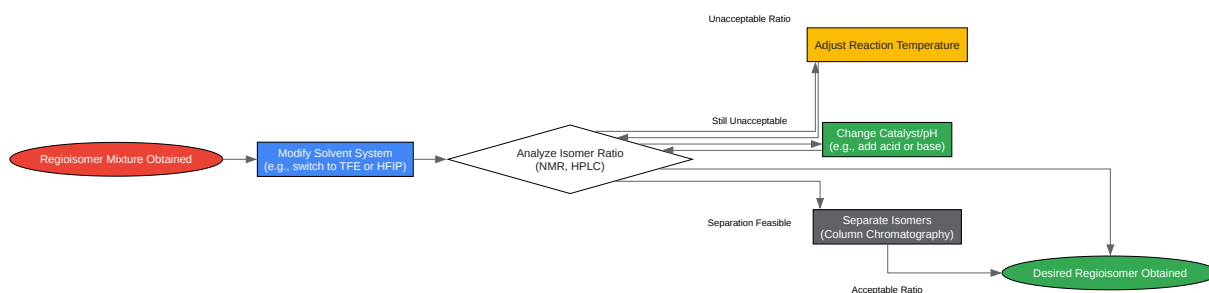 Unacceptable Ratio
Adjust Reaction Temperature
Still Unacceptable
Change Catalyst/pH
(e.g., add acid or base)
Regioisomer Mixture Obtained
Modify Solvent System
(e.g., switch to TFE or HFIP)
Analyze Isomer Ratio
(NMR, HPLC)
Separation Feasible
Separate Isomers
(Column Chromatography)
Desired Regioisomer Obtained
Acceptable Ratio